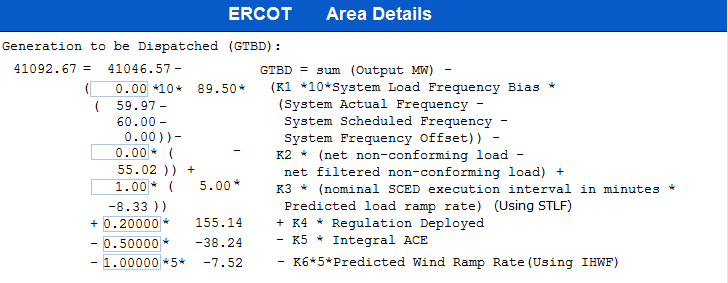 ERCOT Area Details
Generation to be Dispatched (GTBD):
41092.67 = 41046.57 - GTBD = sum (Output MW) -
( 0.00 *10* 89.50* (K1 *10*System Load Frequency Bias *
( 59.97 - (System Actual Frequency -
60.00 - System Scheduled Frequency -
0.00)) - System Frequency Offset)) -
0.00 * ( - K2 * (net non-conforming load -
55.02 )) + net filtered non-conforming load) +
1.00 * ( 5.00 * K3 * (nominal SCED execution interval in minutes *
-8.33 )) Predicted load ramp rate) (Using STLF)
+ 0.20000 * 155.14 + K4 * Regulation Deployed
- 0.50000 * -38.24 - K5 * Integral ACE
- 1.00000 *5* -7.52 - K6*5*Predicted Wind Ramp Rate(Using IHWF)